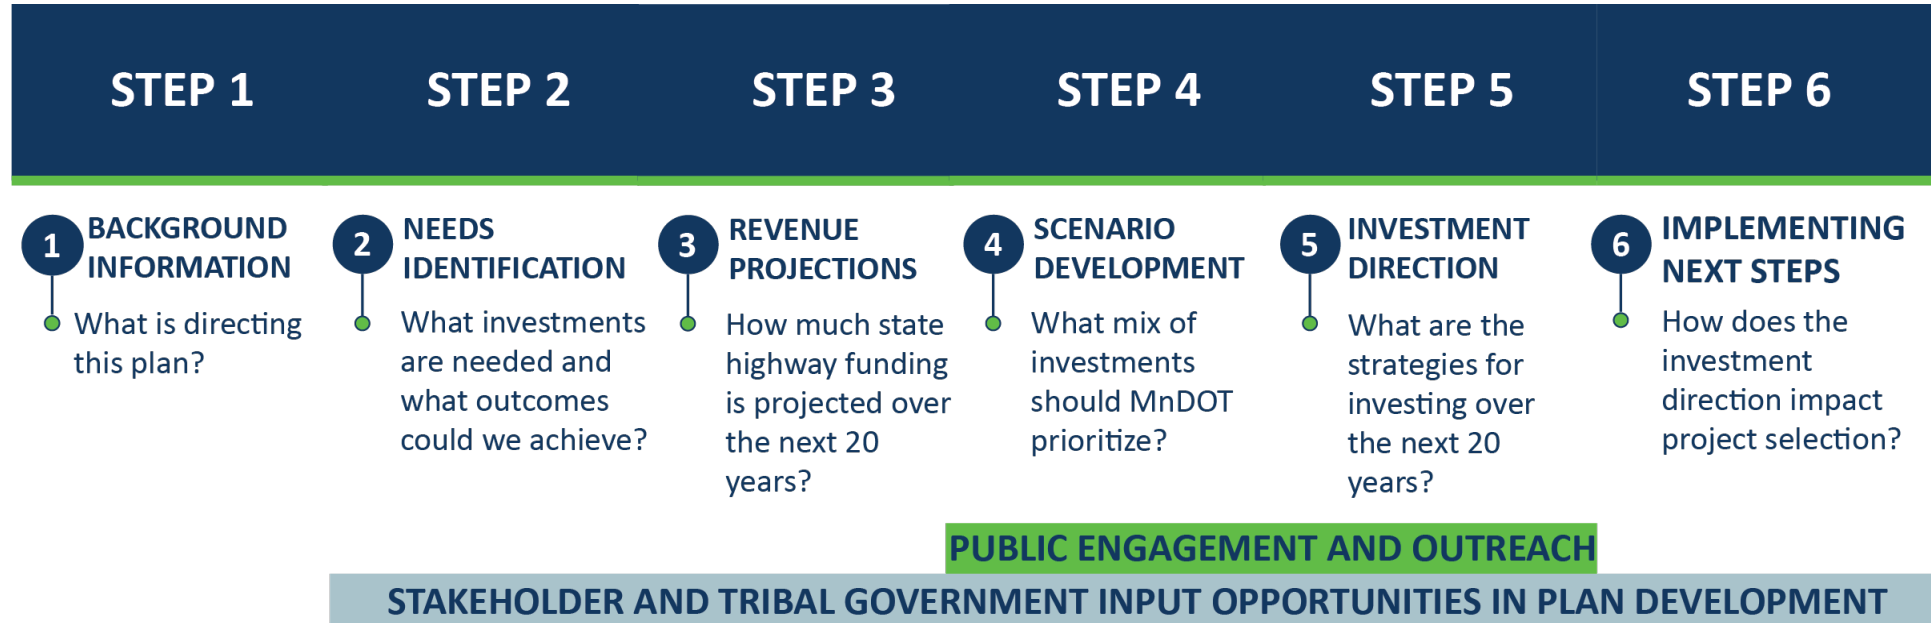 STEP 1
STEP 2
STEP 3
STEP 4
STEP 5
STEP 6
1
BACKGROUND
INFORMATION
What is directing
this plan?
2
NEEDS
IDENTIFICATION
What investments
are needed and
what outcomes
could we achieve?
3
REVENUE
PROJECTIONS
How much state
highway funding
is projected over
the next 20
years?
4
SCENARIO
DEVELOPMENT
What mix of
investments
should MnDOT
prioritize?
5
INVESTMENT
DIRECTION
What are the
strategies for
investing over
the next 20
years?
6
IMPLEMENTING
NEXT STEPS
How does the
investment
direction impact
project selection?
PUBLIC ENGAGEMENT AND OUTREACH
STAKEHOLDER AND TRIBAL GOVERNMENT INPUT OPPORTUNITIES IN PLAN DEVELOPMENT